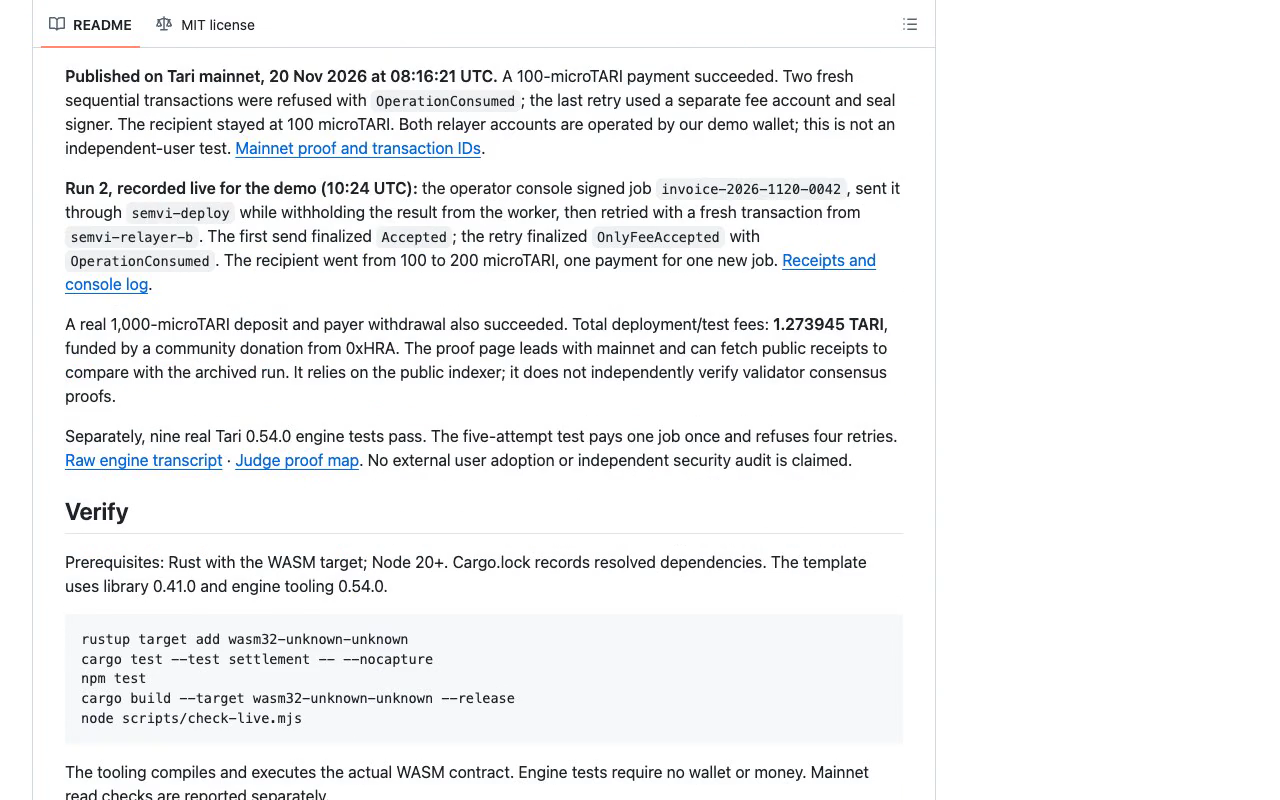 README
MIT license
Published on Tari mainnet, 20 Nov 2026 at 08:16:21 UTC. A 100-microTARI payment succeeded. Two fresh
sequential transactions were refused with OperationConsumed; the last retry used a separate fee account and seal
signer. The recipient stayed at 100 microTARI. Both relayer accounts are operated by our demo wallet; this is not an
independent-user test. Mainnet proof and transaction IDs.
Run 2, recorded live for the demo (10:24 UTC): the operator console signed job invoice-2026-1120-0042, sent it
through semvi-deploy while withholding the result from the worker, then retried with a fresh transaction from
semvi-relayer-b. The first send finalized Accepted; the retry finalized OnlyFeeAccepted with
OperationConsumed. The recipient went from 100 to 200 microTARI, one payment for one new job. Receipts and
console log.
A real 1,000-microTARI deposit and payer withdrawal also succeeded. Total deployment/test fees: 1.273945 TARI,
funded by a community donation from 0xHRA. The proof page leads with mainnet and can fetch public receipts to
compare with the archived run. It relies on the public indexer; it does not independently verify validator consensus
proofs.
Separately, nine real Tari 0.54.0 engine tests pass. The five-attempt test pays one job once and refuses four retries.
Raw engine transcript · Judge proof map. No external user adoption or independent security audit is claimed.
Verify
Prerequisites: Rust with the WASM target; Node 20+. Cargo.lock records resolved dependencies. The template
uses library 0.41.0 and engine tooling 0.54.0.
rustup target add wasm32-unknown-unknown
cargo test --test settlement -- --nocapture
npm test
cargo build --target wasm32-unknown-unknown --release
node scripts/check-live.mjs
The tooling compiles and executes the actual WASM contract. Engine tests require no wallet or money. Mainnet
read checks are reported separately.